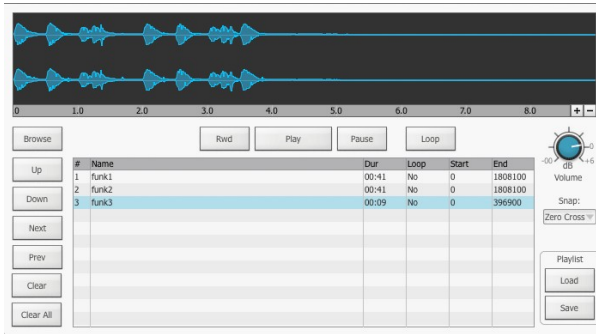 0 1.0 2.0 3.0 4.0 5.0 6.0 7.0 8.0 + -
Browse
Rwd Play Pause Loop
-00 dB 0 +6
Volume
Up
Down
Next
Prev
Clear
Clear All
# Name Dur Loop Start End
1 funk1 00:41 No 0 1808100
2 funk2 00:41 No 0 1808100
3 funk3 00:09 No 0 396900
Snap:
Zero Cross
Playlist
Load
Save